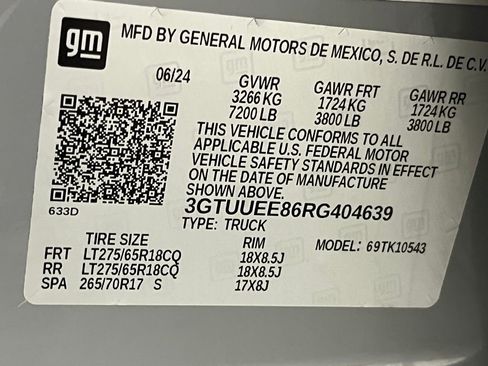 gm
MFD BY GENERAL MOTORS DE MEXICO, S. DE R.L. DE C.V.
06/24 GVWR GAWR FRT GAWR RR
3266 KG 1724 KG 1724 KG
7200 LB 3800 LB 3800 LB
THIS VEHICLE CONFORMS TO ALL
APPLICABLE U.S. FEDERAL MOTOR
VEHICLE SAFETY STANDARDS IN EFFECT
ON THE DATE OF MANUFACTURE
SHOWN ABOVE.
633D 3GTUUEE86RG404639
TYPE: TRUCK MODEL: 69TK10543
TIRE SIZE RIM
FRT LT275/65R18CQ 18X8.5J
RR LT275/65R18CQ 18X8.5J
SPA 265/70R17 S 17X8J